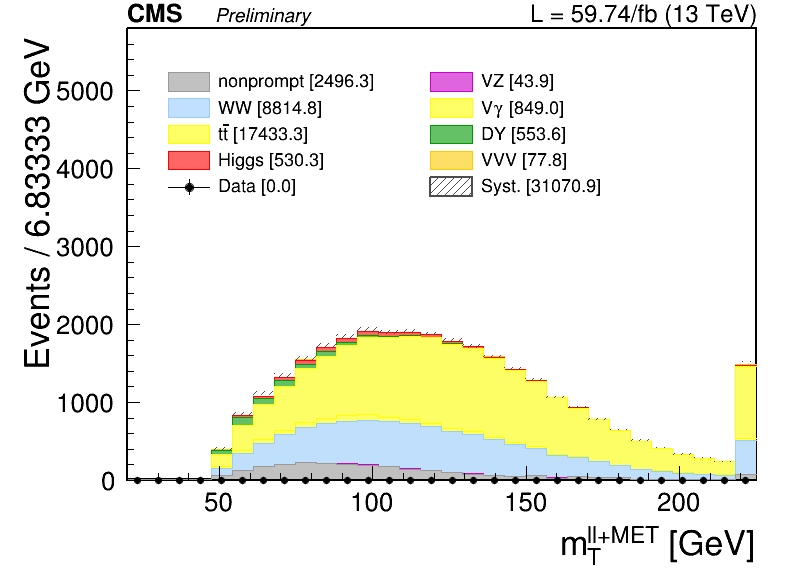 CMS Preliminary L = 59.74/fb (13 TeV)
Events / 6.83333 GeV
5000
4000
3000
2000
1000
0
nonprompt [2496.3]
WW [8814.8]
tt̄ [17433.3]
Higgs [530.3]
Data [0.0]
VZ [43.9]
Vγ [849.0]
DY [553.6]
VVV [77.8]
Syst. [31070.9]
50 100 150 200
m_T^{ll+MET} [GeV]